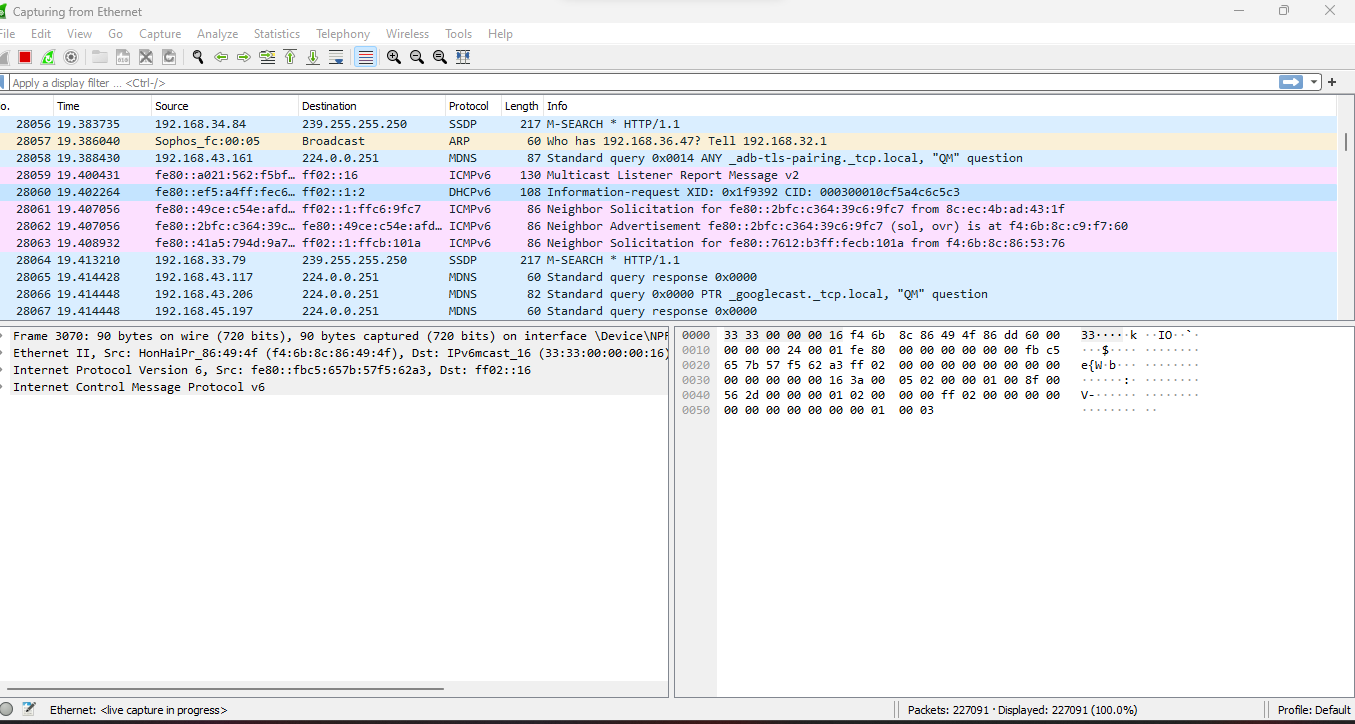 Capturing from Ethernet
File Edit View Go Capture Analyze Statistics Telephony Wireless Tools Help
Apply a display filter ... <Ctrl-/>
o. Time Source Destination Protocol Length Info
28056 19.383735 192.168.34.84 239.255.255.250 SSDP 217 M-SEARCH * HTTP/1.1
28057 19.386040 Sophos_fc:00:05 Broadcast ARP 60 Who has 192.168.36.47? Tell 192.168.32.1
28058 19.388430 192.168.43.161 224.0.0.251 MDNS 87 Standard query 0x0014 ANY _adb-tls-pairing._tcp.local, "QM" question
28059 19.400431 fe80::a021:562:f5bf… ff02::16 ICMPv6 130 Multicast Listener Report Message v2
28060 19.402264 fe80::ef5:a4ff:fec6… ff02::1:2 DHCPv6 108 Information-request XID: 0x1f9392 CID: 000300010cf5a4c6c5c3
28061 19.407056 fe80::49ce:c54e:afd… ff02::1:ffc6:9fc7 ICMPv6 86 Neighbor Solicitation for fe80::2bfc:c364:39c6:9fc7 from 8c:ec:4b:ad:43:1f
28062 19.407056 fe80::2bfc:c364:39c… fe80::49ce:c54e:afd… ICMPv6 86 Neighbor Advertisement fe80::2bfc:c364:39c6:9fc7 (sol, ovr) is at f4:6b:8c:c9:f7:60
28063 19.408932 fe80::41a5:794d:9a7… ff02::1:ffcb:101a ICMPv6 86 Neighbor Solicitation for fe80::7612:b3ff:fecb:101a from f4:6b:8c:86:53:76
28064 19.413210 192.168.33.79 239.255.255.250 SSDP 217 M-SEARCH * HTTP/1.1
28065 19.414428 192.168.43.117 224.0.0.251 MDNS 60 Standard query response 0x0000
28066 19.414448 192.168.43.206 224.0.0.251 MDNS 82 Standard query 0x0000 PTR _googlecast._tcp.local, "QM" question
28067 19.414448 192.168.45.197 224.0.0.251 MDNS 60 Standard query response 0x0000
Frame 3070: 90 bytes on wire (720 bits), 90 bytes captured (720 bits) on interface \Device\NPF
Ethernet II, Src: HonHaiPr_86:49:4f (f4:6b:8c:86:49:4f), Dst: IPv6mcast_16 (33:33:00:00:00:16)
Internet Protocol Version 6, Src: fe80::fbc5:657b:57f5:62a3, Dst: ff02::16
Internet Control Message Protocol v6
0000 33 33 00 00 00 16 f4 6b 8c 86 49 4f 86 dd 60 00 33·····k ··IO··`·
0010 00 00 00 24 00 01 fe 80 00 00 00 00 00 00 fb c5 ···$···· ········
0020 65 7b 57 f5 62 a3 ff 02 00 00 00 00 00 00 00 00 e{W·b··· ········
0030 00 00 00 00 00 16 3a 00 05 02 00 00 01 00 8f 00 ······:· ········
0040 56 2d 00 00 00 01 02 00 00 00 ff 02 00 00 00 00 V-······ ········
0050 00 00 00 00 00 00 00 01 00 03 ········ ··
Ethernet: <live capture in progress>
Packets: 227091 · Displayed: 227091 (100.0%)
Profile: Default